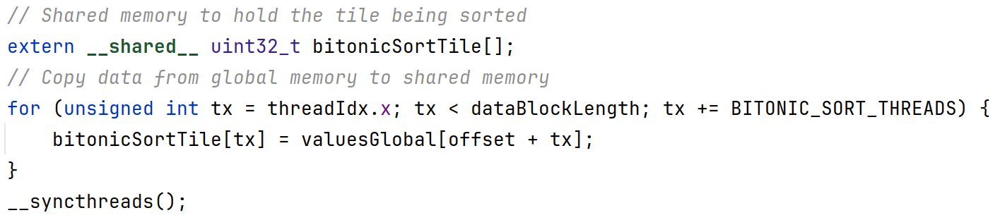 // Shared memory to hold the tile being sorted
extern __shared__ uint32_t bitonicSortTile[];
// Copy data from global memory to shared memory
for (unsigned int tx = threadIdx.x; tx < dataBlockLength; tx += BITONIC_SORT_THREADS) {
    bitonicSortTile[tx] = valuesGlobal[offset + tx];
}
__syncthreads();